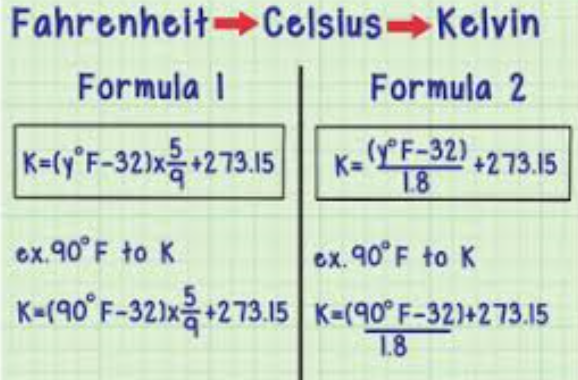 Fahrenheit➡Celsius➡Kelvin
Formula 1
K=(y°F-32)x5/9+273.15
ex. 90°F to K
K=(90°F-32)x5/9+273.15
Formula 2
K=(y°F-32)/1.8+273.15
ex. 90°F to K
K=(90°F-32)/1.8+273.15